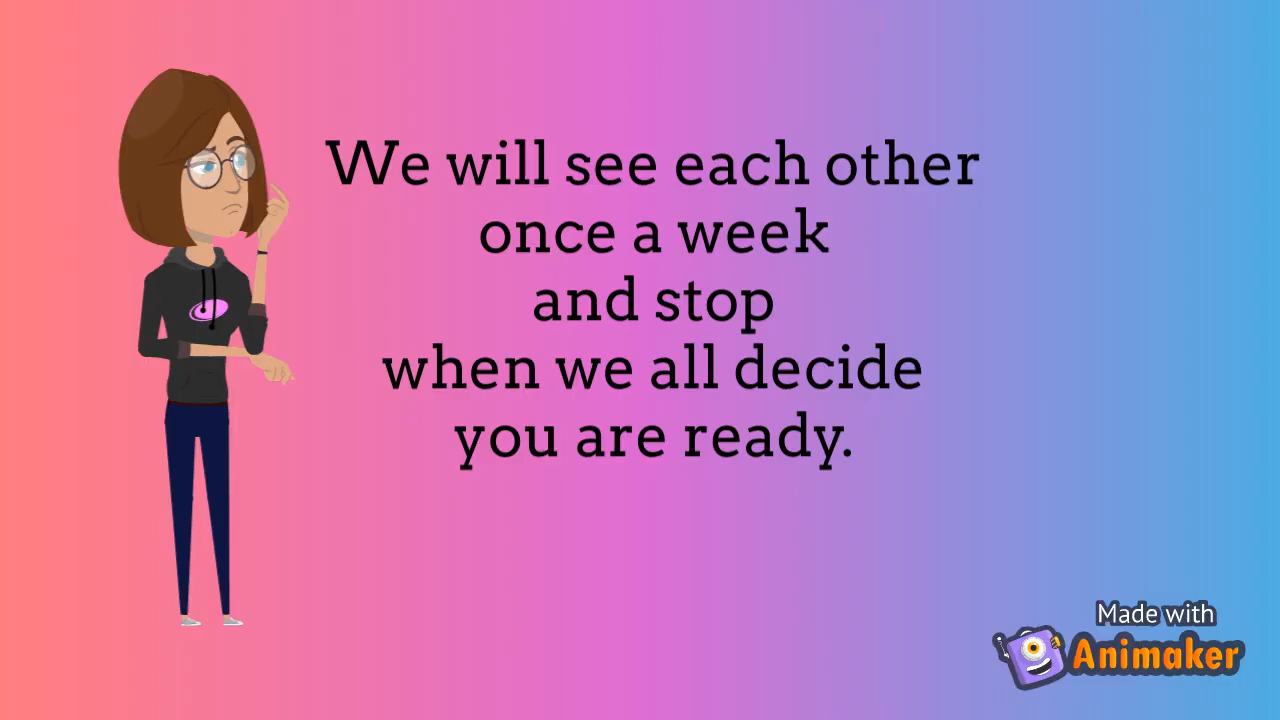 We will see each other
once a week
and stop
when we all decide
you are ready.
Made with
Animaker